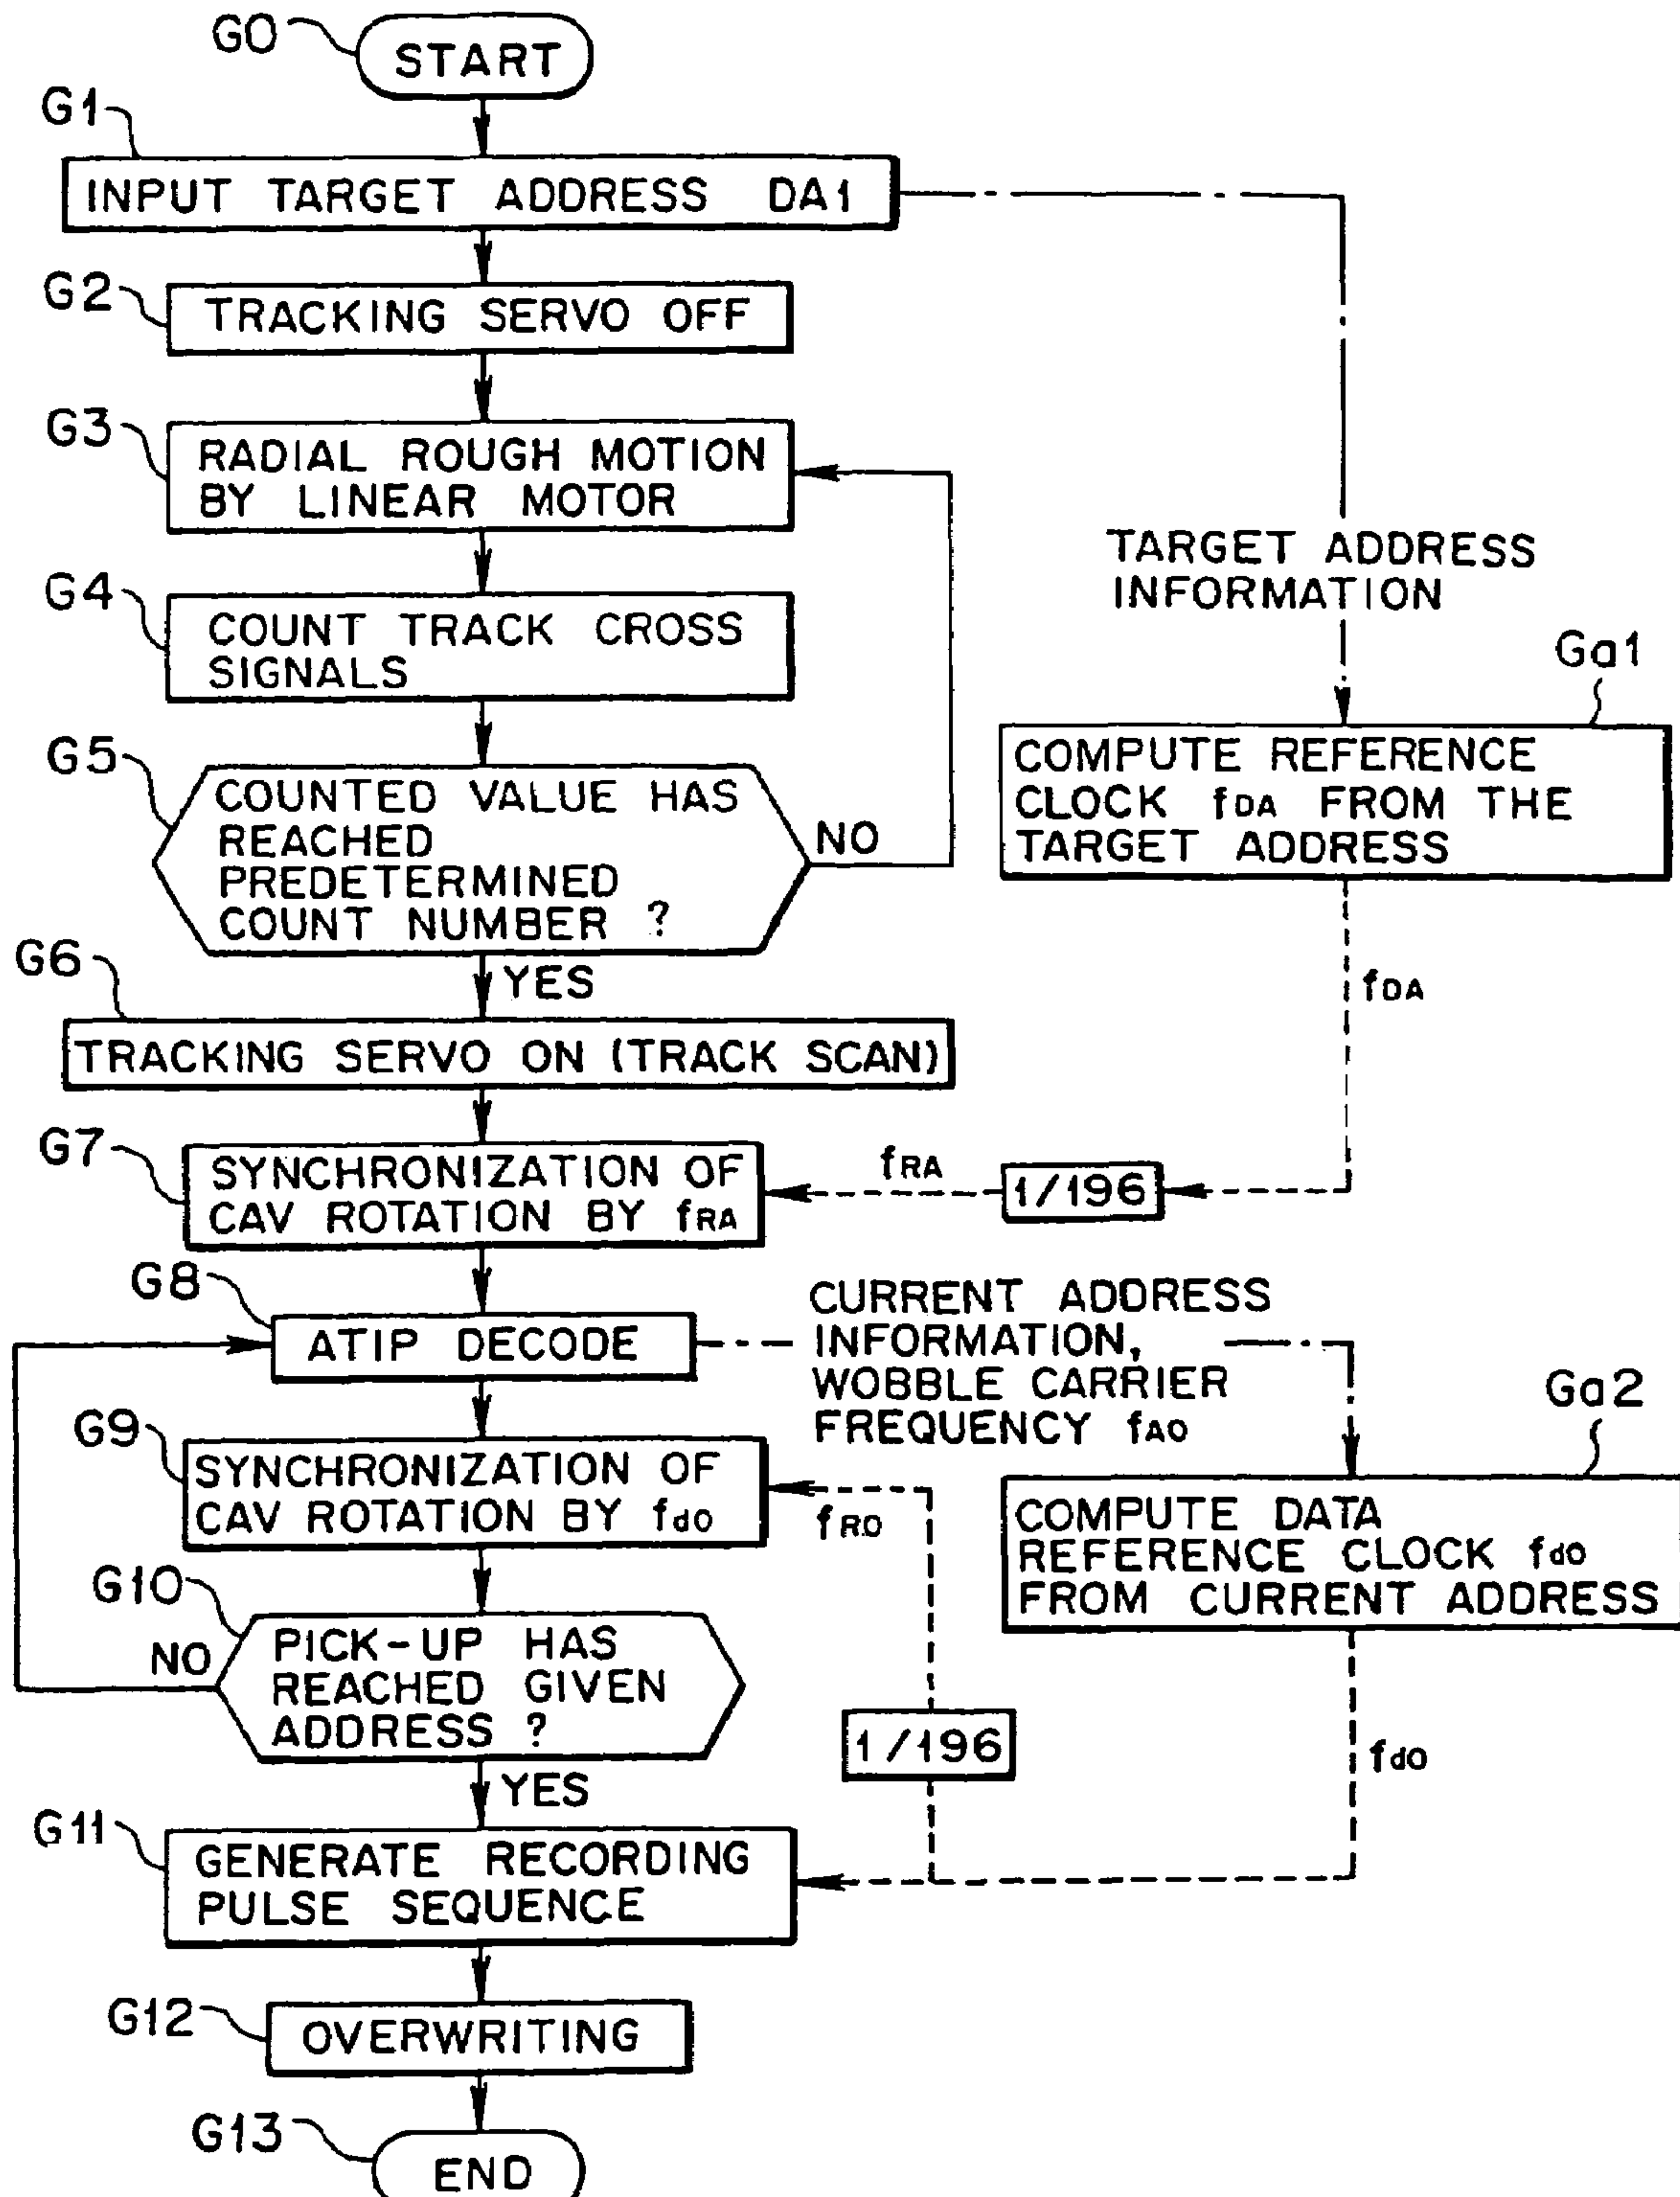 G0
START
G1
INPUT TARGET ADDRESS DA1
G2
TRACKING SERVO OFF
G3
RADIAL ROUGH MOTION
BY LINEAR MOTOR
TARGET ADDRESS
INFORMATION
G4
COUNT TRACK CROSS
SIGNALS
Ga1
COMPUTE REFERENCE
CLOCK fDA FROM THE
TARGET ADDRESS
G5
COUNTED VALUE HAS
REACHED
PREDETERMINED
COUNT NUMBER ?
NO
YES
fDA
G6
TRACKING SERVO ON (TRACK SCAN)
G7
SYNCHRONIZATION OF
CAV ROTATION BY fRA
fRA
1/196
G8
ATIP DECODE
CURRENT ADDRESS
INFORMATION,
WOBBLE CARRIER
FREQUENCY fAO
Ga2
COMPUTE DATA
REFERENCE CLOCK fdO
FROM CURRENT ADDRESS
G9
SYNCHRONIZATION OF
CAV ROTATION BY fdO
fRO
G10
PICK-UP HAS
REACHED GIVEN
ADDRESS ?
NO
YES
1/196
fdO
G11
GENERATE RECORDING
PULSE SEQUENCE
G12
OVERWRITING
G13
END